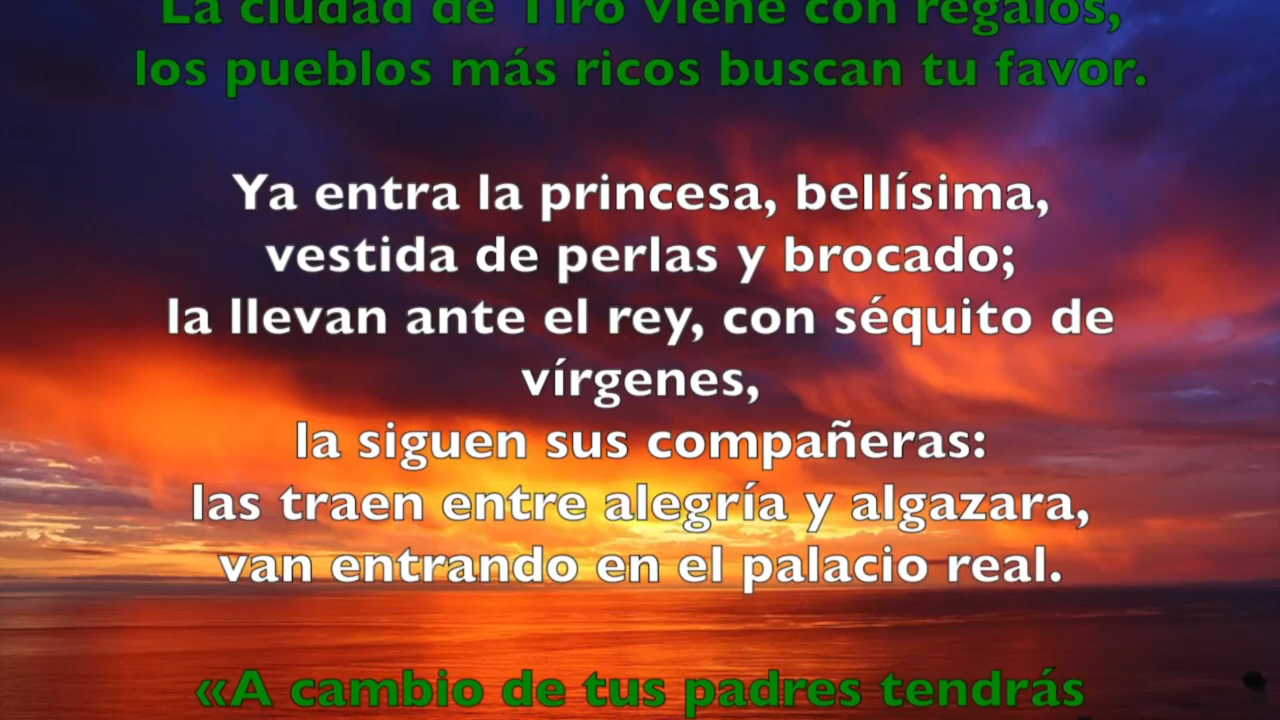 La ciudad de Tiro viene con regalos,
los pueblos más ricos buscan tu favor.
Ya entra la princesa, bellísima,
vestida de perlas y brocado;
la llevan ante el rey, con séquito de
vírgenes,
la siguen sus compañeras:
las traen entre alegría y algazara,
van entrando en el palacio real.
«A cambio de tus padres tendrás